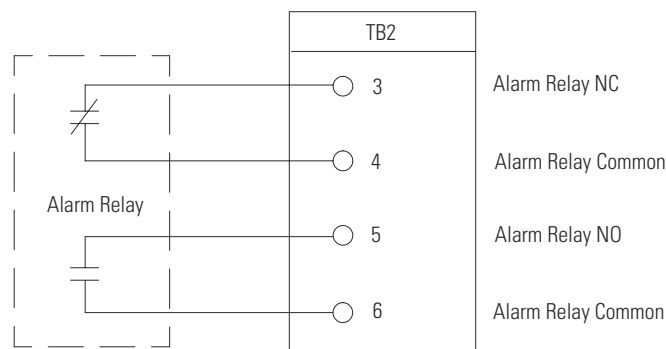 TB2
3 Alarm Relay NC
4 Alarm Relay Common
Alarm Relay
5 Alarm Relay NO
6 Alarm Relay Common